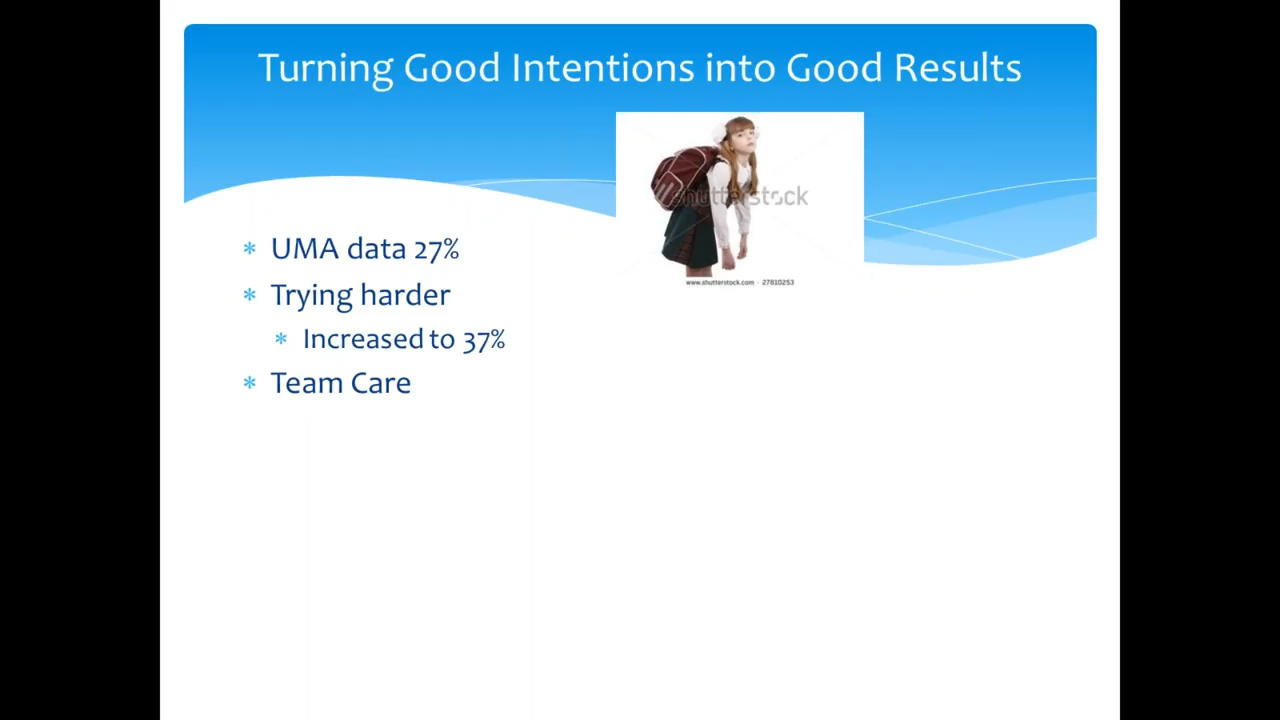 Turning Good Intentions into Good Results
shutterstock
www.shutterstock.com · 27810253
* UMA data 27%
* Trying harder
* Increased to 37%
* Team Care